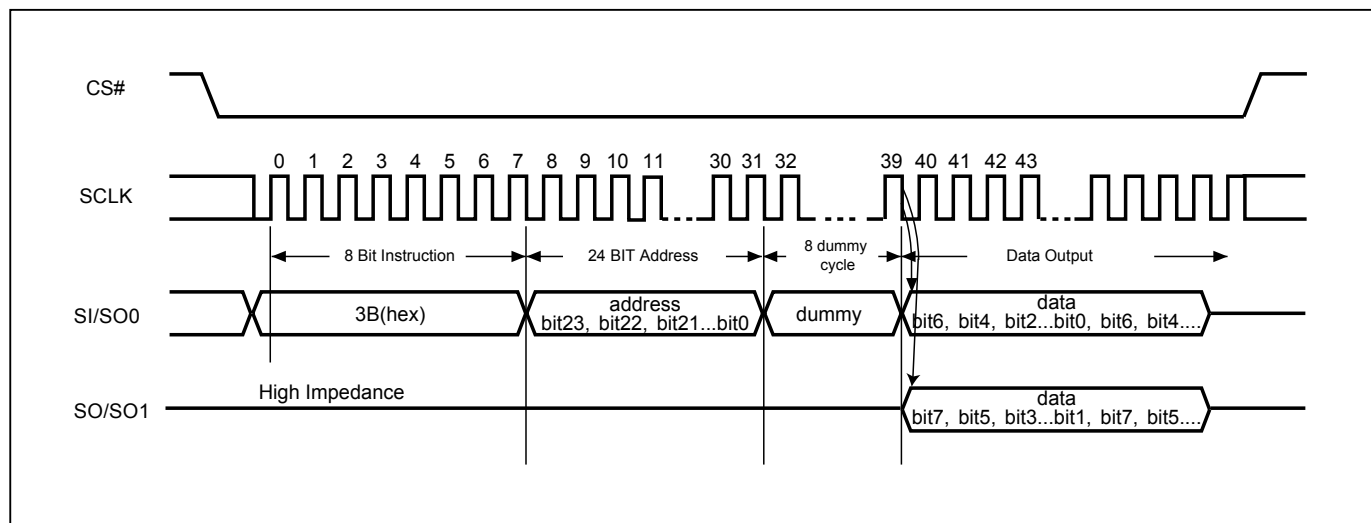 CS#
0 1 2 3 4 5 6 7 8 9 10 11 30 31 32 39 40 41 42 43
SCLK
8 Bit Instruction
24 BIT Address
8 dummy
cycle
Data Output
SI/SO0
3B(hex)
address
bit23, bit22, bit21...bit0
dummy
data
bit6, bit4, bit2...bit0, bit6, bit4....
High Impedance
SO/SO1
data
bit7, bit5, bit3...bit1, bit7, bit5....